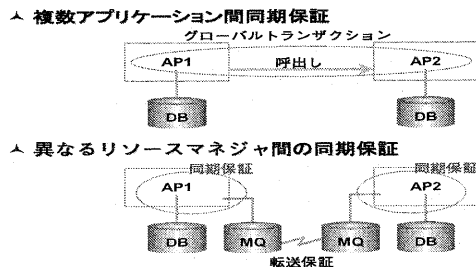 複数アプリケーション間同期保証
グローバルトランザクション
AP1 呼出し AP2
DB DB
異なるリソースマネジャ間の同期保証
同期保証 同期保証
AP1 AP2
DB MQ MQ DB
転送保証